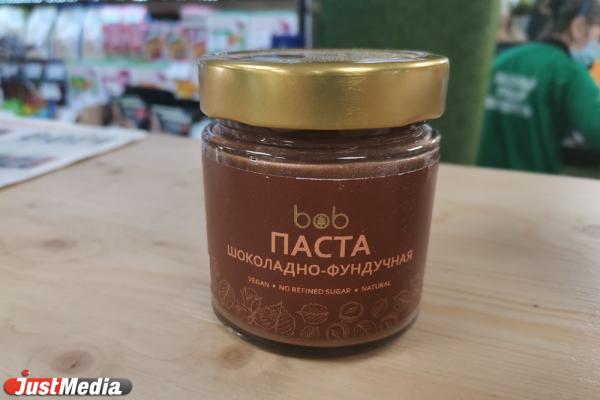 bob
ПАСТА
ШОКОЛАДНО-ФУНДУЧНАЯ
VEGAN • NO REFINED SUGAR • NATURAL
JUSTMEDIA